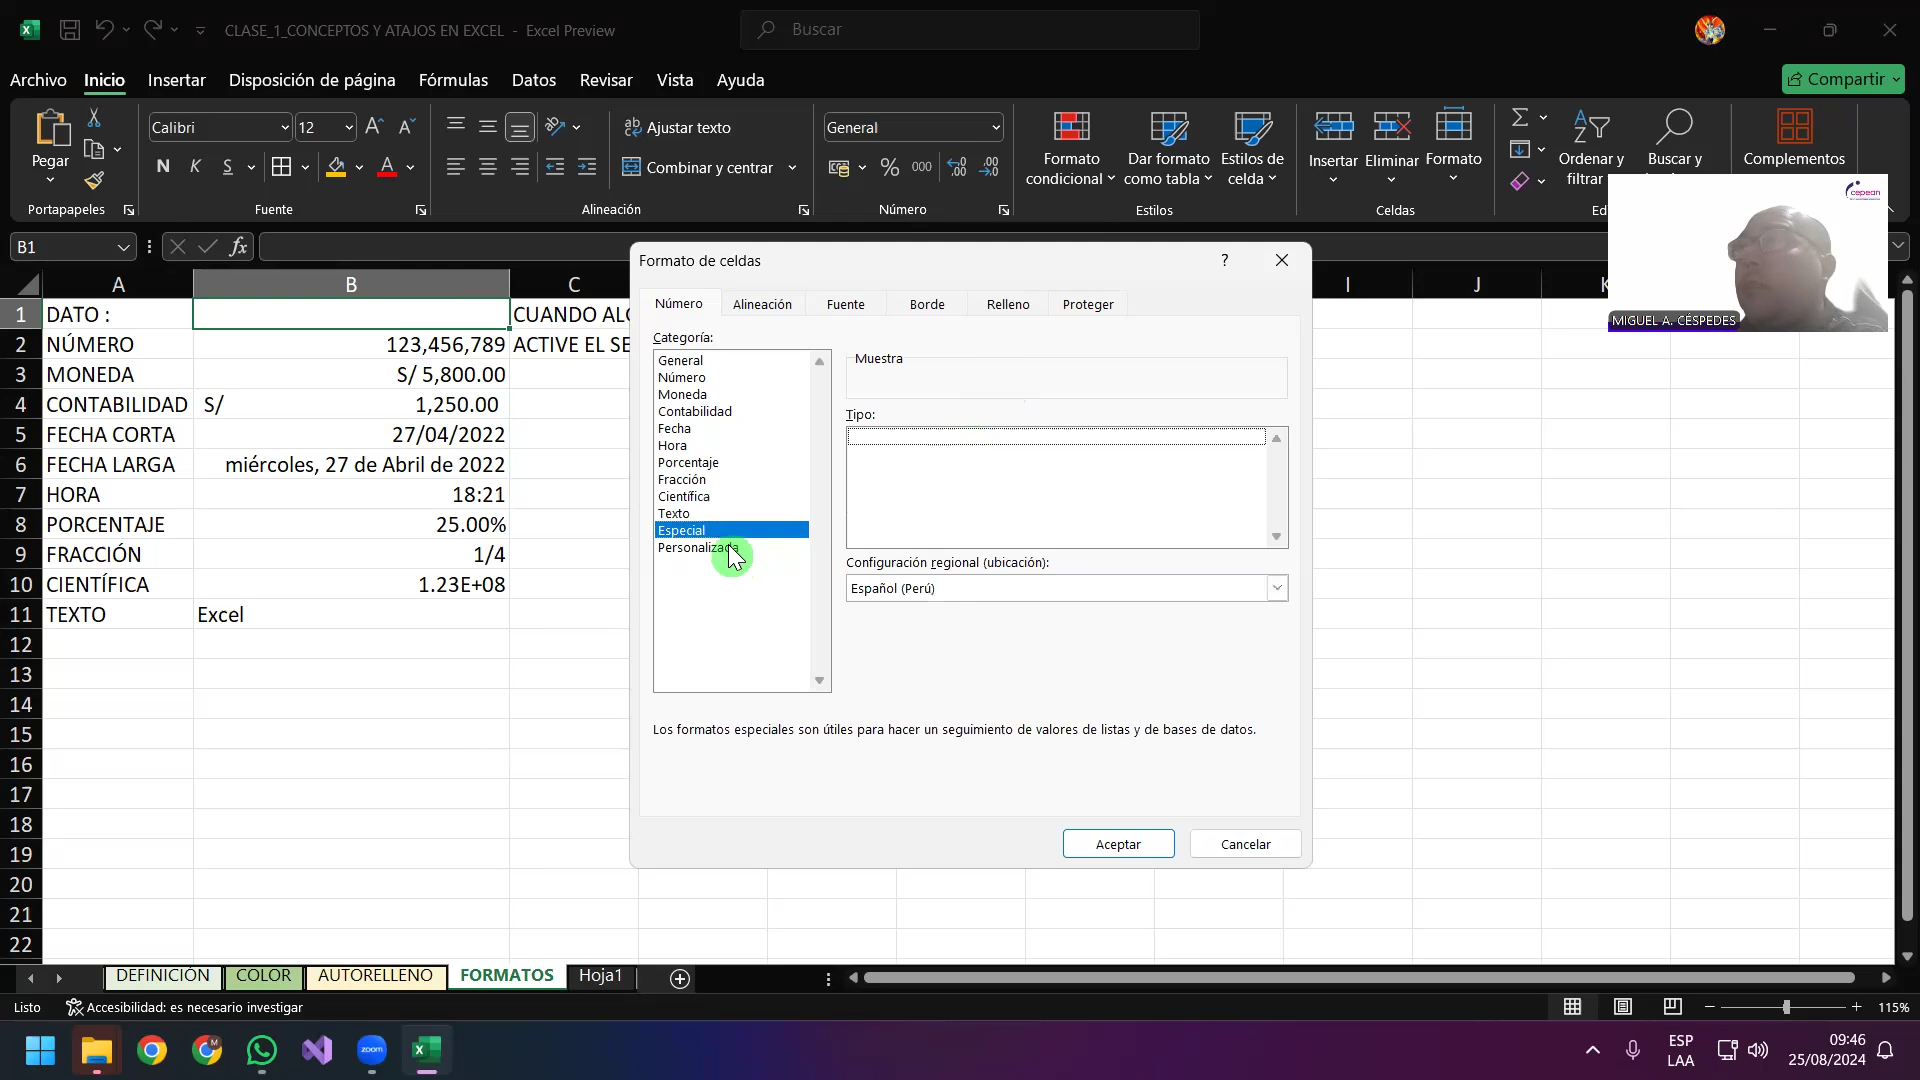 CLASE_1_CONCEPTOS Y ATAJOS EN EXCEL - Excel Preview
Buscar
Archivo Inicio Insertar Disposición de página Fórmulas Datos Revisar Vista Ayuda
Compartir
Pegar
Portapapeles
Calibri 12
N K S
Fuente
Ajustar texto
Combinar y centrar
Alineación
General
% 000
Número
Formato condicional
Dar formato como tabla
Estilos de celda
Estilos
Insertar Eliminar Formato
Celdas
Ordenar y filtrar
Buscar y
Ed
Complementos
cepean
MIGUEL A. CÉSPEDES
B1
fx
A B C I J
1 DATO : CUANDO ALG
2 NÚMERO 123,456,789 ACTIVE EL SE
3 MONEDA S/ 5,800.00
4 CONTABILIDAD S/ 1,250.00
5 FECHA CORTA 27/04/2022
6 FECHA LARGA miércoles, 27 de Abril de 2022
7 HORA 18:21
8 PORCENTAJE 25.00%
9 FRACCIÓN 1/4
10 CIENTÍFICA 1.23E+08
11 TEXTO Excel
12
13
14
15
16
17
18
19
20
21
22
Formato de celdas
?
Número Alineación Fuente Borde Relleno Proteger
Categoría:
General
Número
Moneda
Contabilidad
Fecha
Hora
Porcentaje
Fracción
Científica
Texto
Especial
Personalizada
Muestra
Tipo:
Configuración regional (ubicación):
Español (Perú)
Los formatos especiales son útiles para hacer un seguimiento de valores de listas y de bases de datos.
Aceptar Cancelar
DEFINICIÓN COLOR AUTORELLENO FORMATOS Hoja1
Listo Accesibilidad: es necesario investigar
115%
zoom
ESP
LAA
09:46
25/08/2024